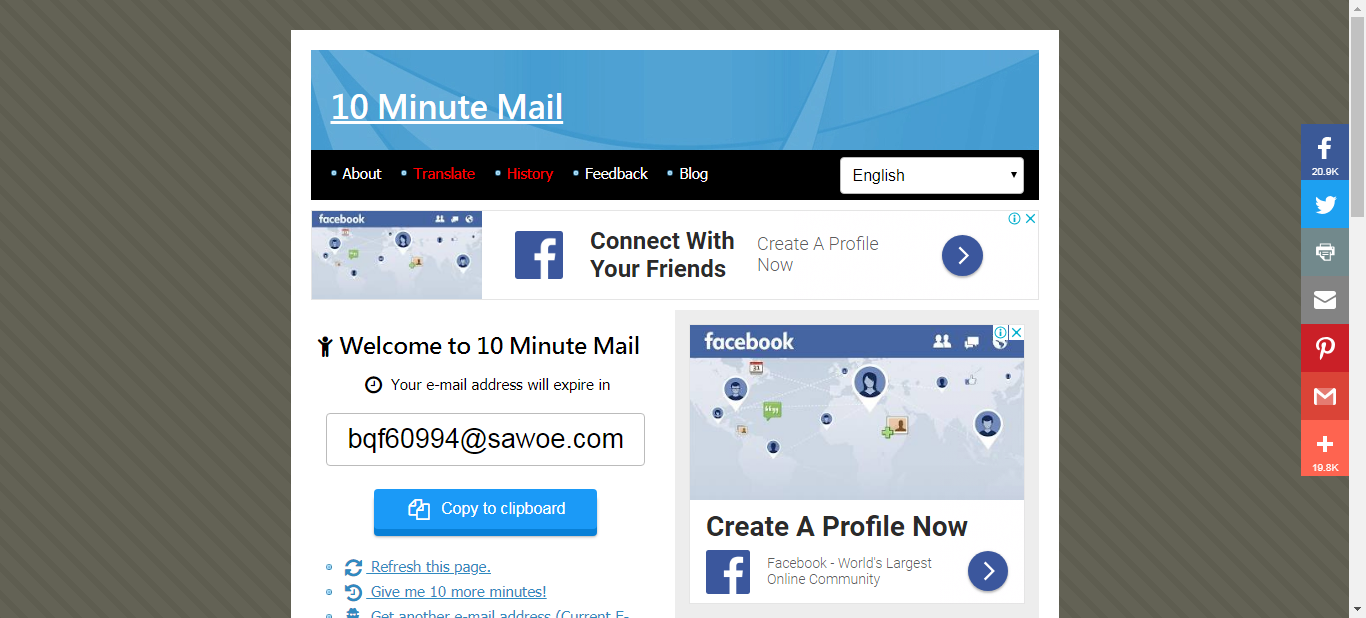 10 Minute Mail
About
Translate
History
Feedback
Blog
English
facebook
31
Connect With
Your Friends
Create A Profile
Now
Welcome to 10 Minute Mail
Your e-mail address will expire in
bqf60994@sawoe.com
Copy to clipboard
Refresh this page.
Give me 10 more minutes!
Get another e-mail address (Current E-
facebook
31
Create A Profile Now
Facebook - World's Largest
Online Community
20.9K
19.8K